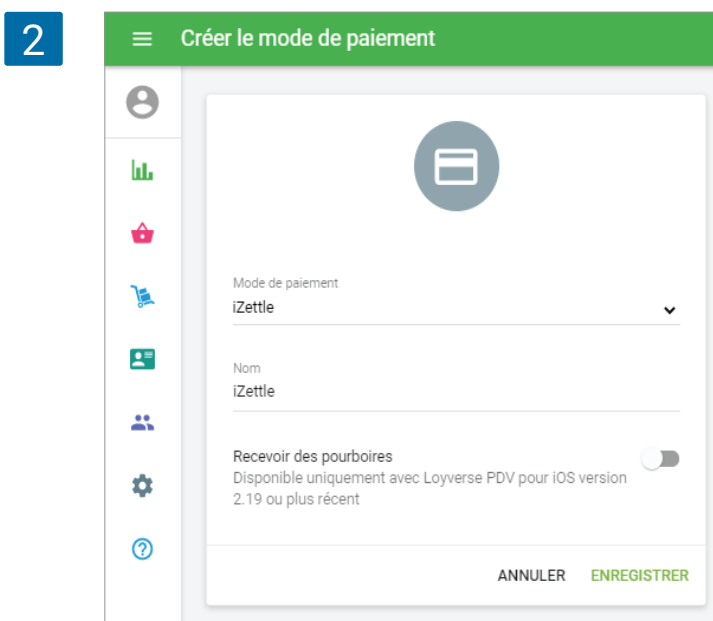 2
Créer le mode de paiement
Mode de paiement
iZettle
Nom
iZettle
Recevoir des pourboires
Disponible uniquement avec Loyverse PDV pour iOS version
2.19 ou plus récent
ANNULER ENREGISTRER